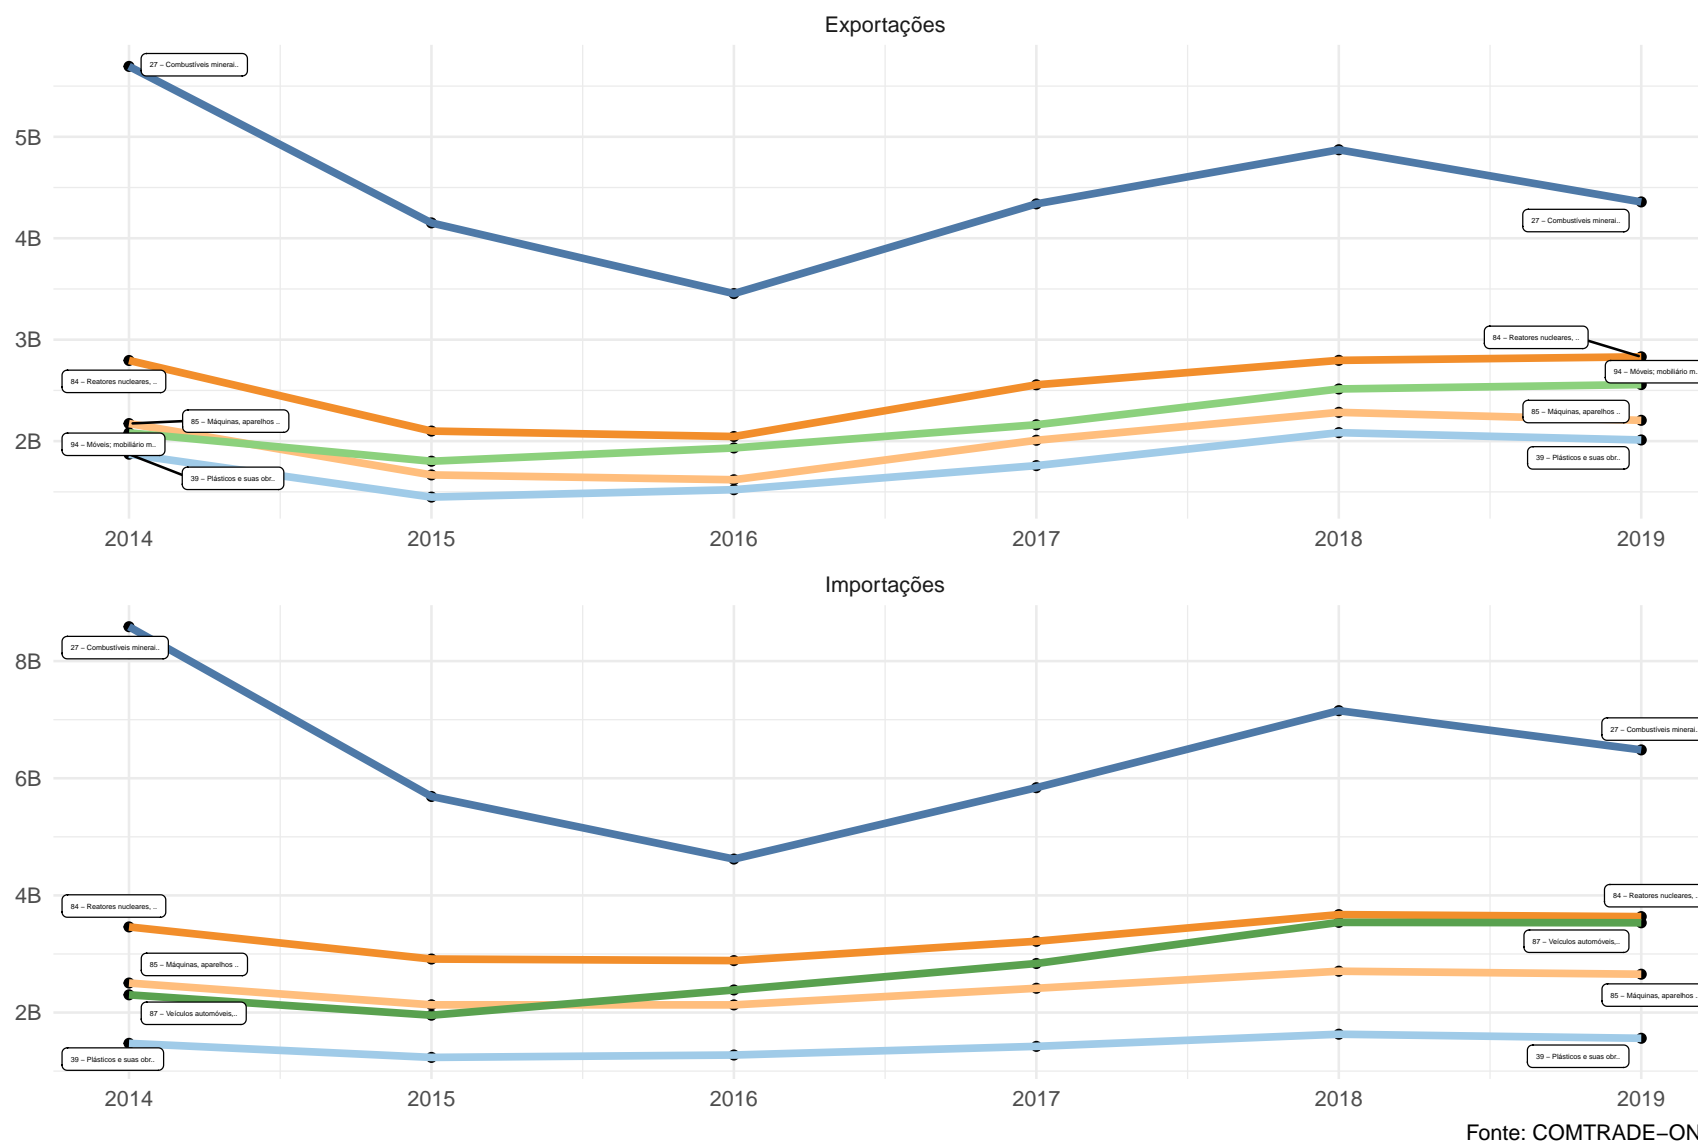 Exportações
27 − Combustíveis minerai..
5B
4B
27 − Combustíveis minerai..
3B
84 − Reatores nucleares, ..
84 − Reatores nucleares, ..
94 − Móveis; mobiliário m..
85 − Máquinas, aparelhos ..
85 − Máquinas, aparelhos ..
2B
94 − Móveis; mobiliário m..
39 − Plásticos e suas obr..
39 − Plásticos e suas obr..
2014 2015 2016 2017 2018 2019
Importações
27 − Combustíveis minerai..
8B
27 − Combustíveis minerai..
6B
4B
84 − Reatores nucleares, ..
84 − Reatores nucleares, ..
87 − Veículos automóveis,..
85 − Máquinas, aparelhos ..
85 − Máquinas, aparelhos ..
2B
87 − Veículos automóveis,..
39 − Plásticos e suas obr..
39 − Plásticos e suas obr..
2014 2015 2016 2017 2018 2019
Fonte: COMTRADE−ON